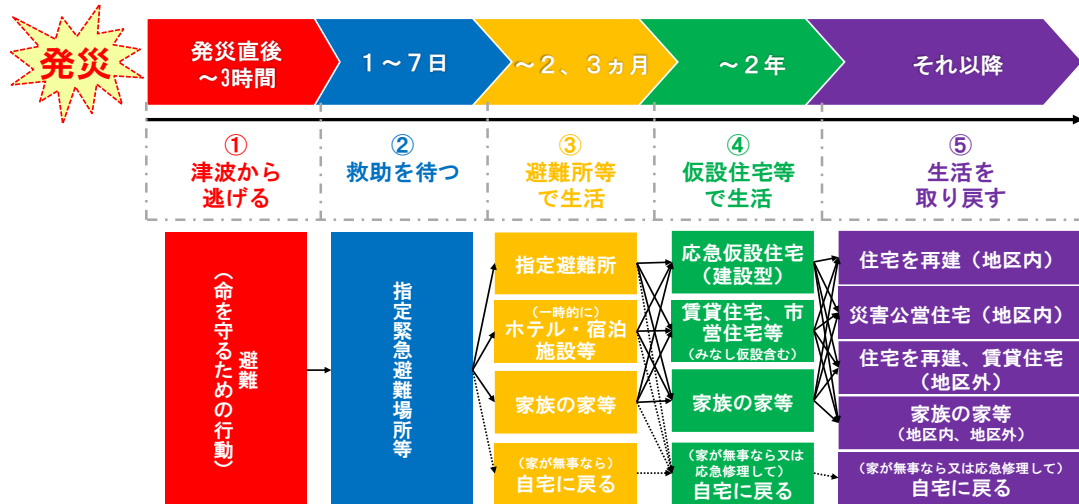 発災
発災直後
～3時間
１～７日
～２、３ヵ月
～２年
それ以降
①
津波から
逃げる
②
救助を待つ
③
避難所等
で生活
④
仮設住宅等
で生活
⑤
生活を
取り戻す
避難
（命を守るための行動）
指定緊急避難場所等
指定避難所
（一時的に）
ホテル・宿泊
施設等
家族の家等
（家が無事なら）
自宅に戻る
応急仮設住宅
（建設型）
賃貸住宅、市
営住宅等
（みなし仮設含む）
家族の家等
（家が無事なら又は
応急修理して）
自宅に戻る
住宅を再建（地区内）
災害公営住宅（地区内）
住宅を再建、賃貸住宅
（地区外）
家族の家等
（地区内、地区外）
（家が無事なら又は応急修理して）
自宅に戻る